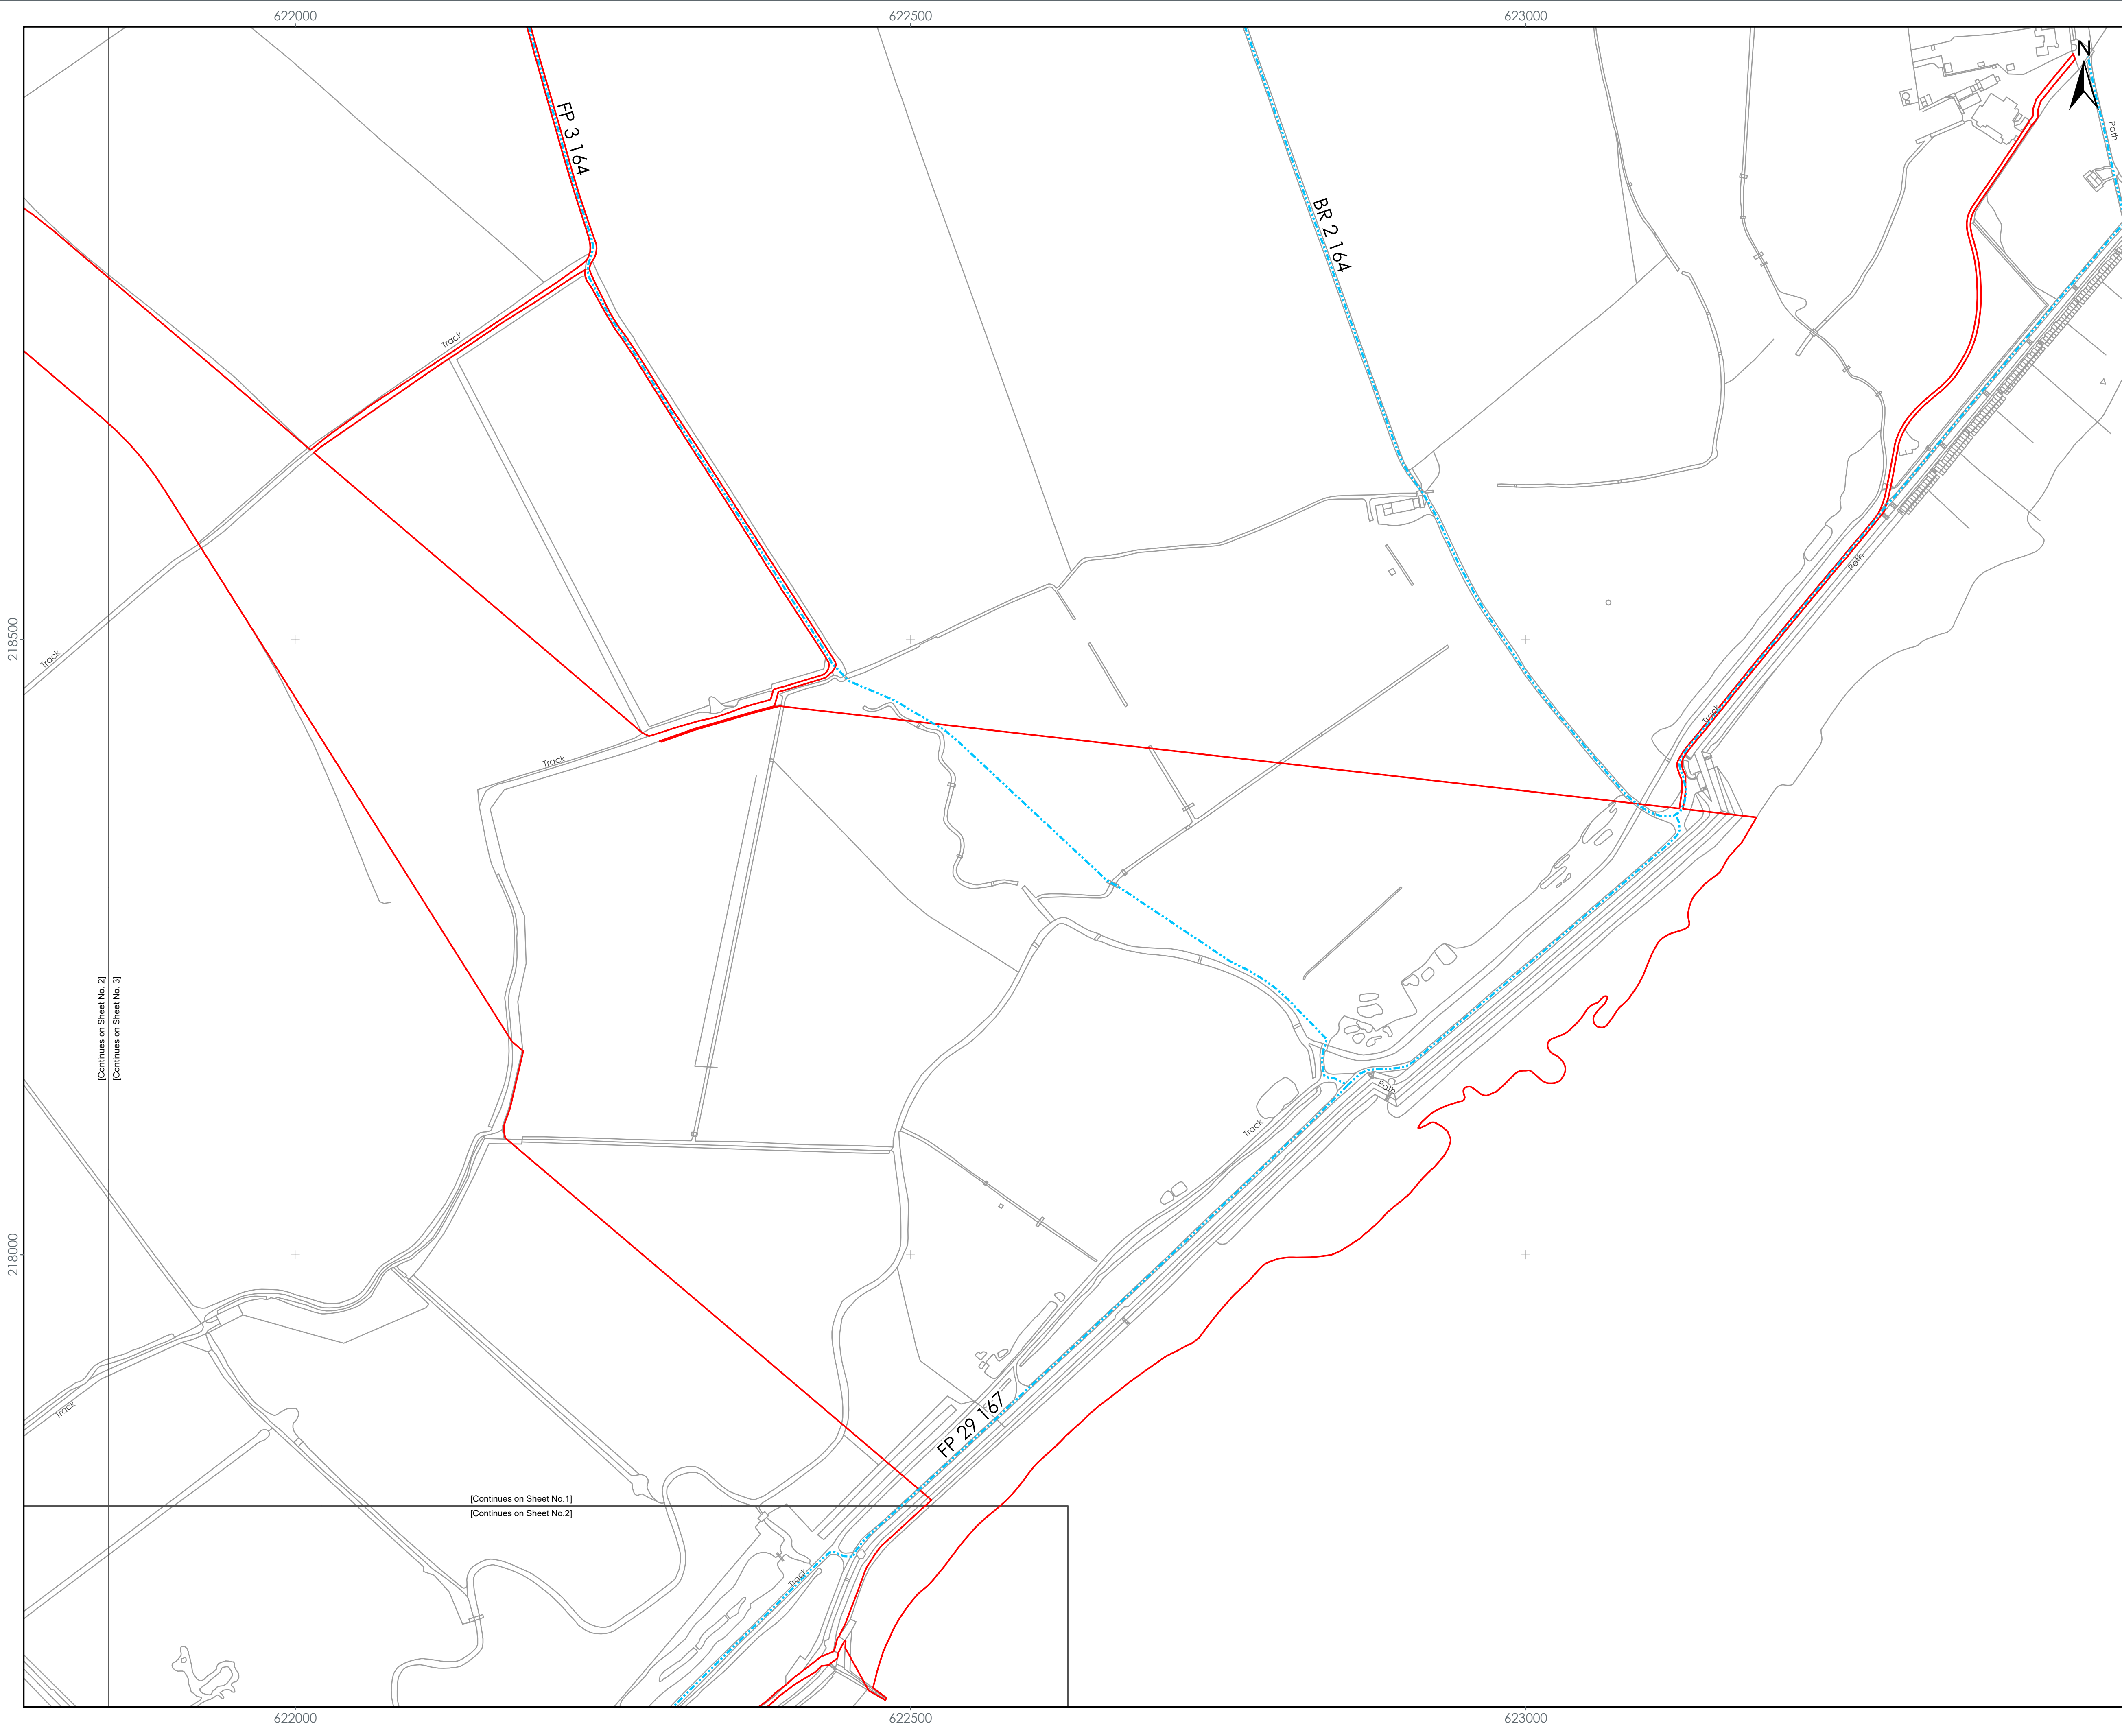 622000
622500
623000
N
FP 3 164
Path
BR 2 164
Track
218500
Track
Path
Track
Track
[Continues on Sheet No. 2]
[Continues on Sheet No. 3]
Path
Track
218000
Track
FP 29 167
[Continues on Sheet No.1]
[Continues on Sheet No.2]
Track
622000
622500
623000